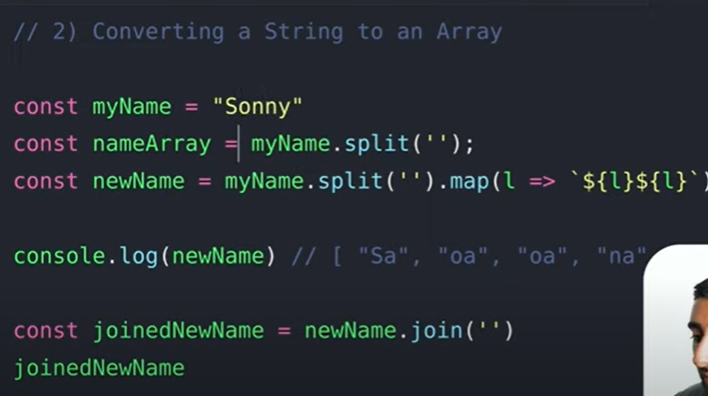 // 2) Converting a String to an Array
const myName = "Sonny"
const nameArray = myName.split('');
const newName = myName.split('').map(l => `${l}${l}`)
console.log(newName) // [ "Sa", "oa", "oa", "na"
const joinedNewName = newName.join('')
joinedNewName